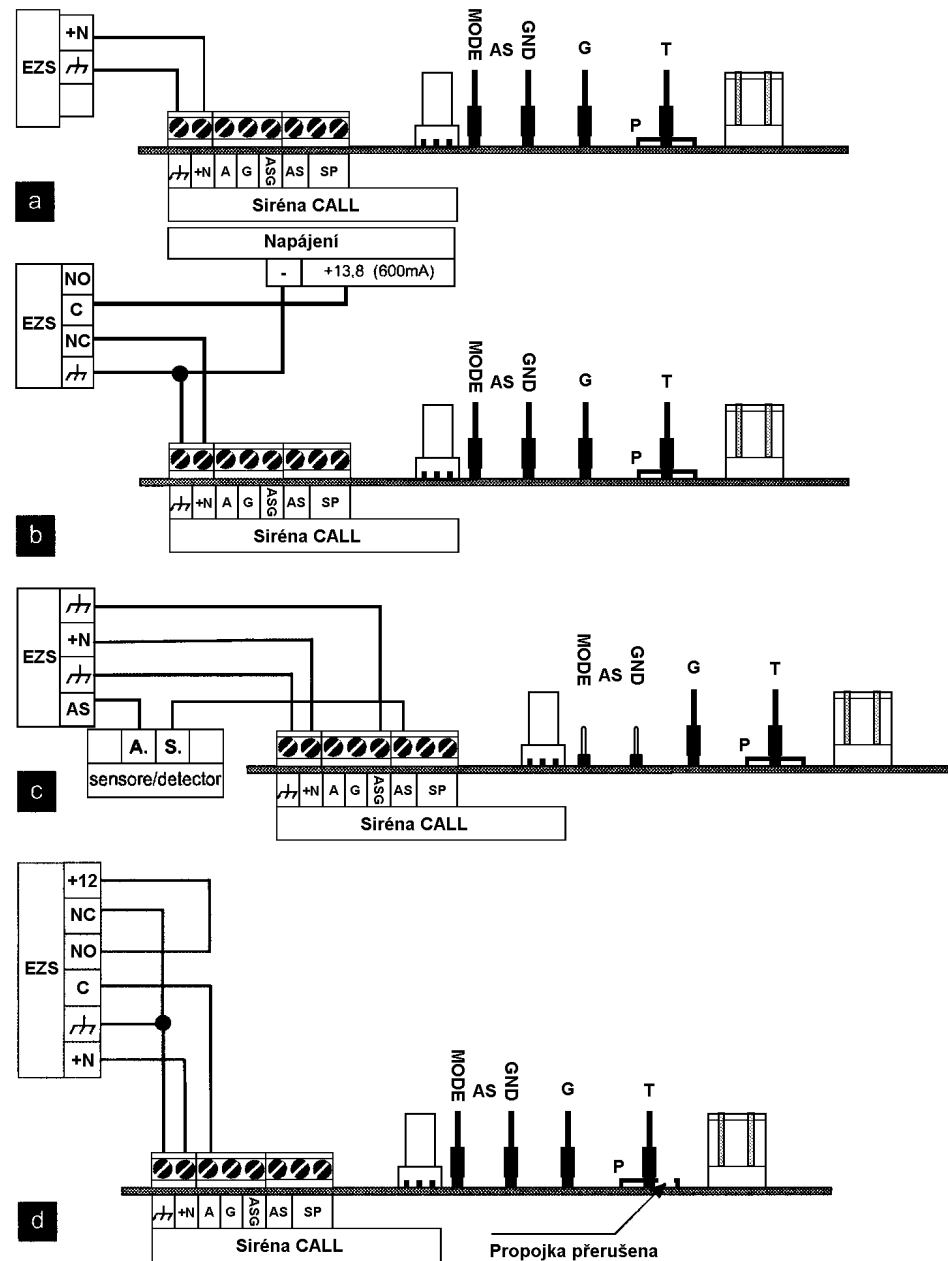 +N
EZS
MODE AS GND G T
P
+N A G ASG AS SP
a
Siréna CALL
Napájení
- +13,8 (600mA)
NO
C
EZS
NC
MODE AS GND G T
P
+N A G ASG AS SP
b
Siréna CALL
+N
EZS
AS
MODE AS GND G T
P
A. S.
sensore/detector
c
+N A G ASG AS SP
Siréna CALL
+12
NC
NO
EZS
C
+N
MODE AS GND G T
P
+N A G ASG AS SP
d
Siréna CALL
Propojka přerušena